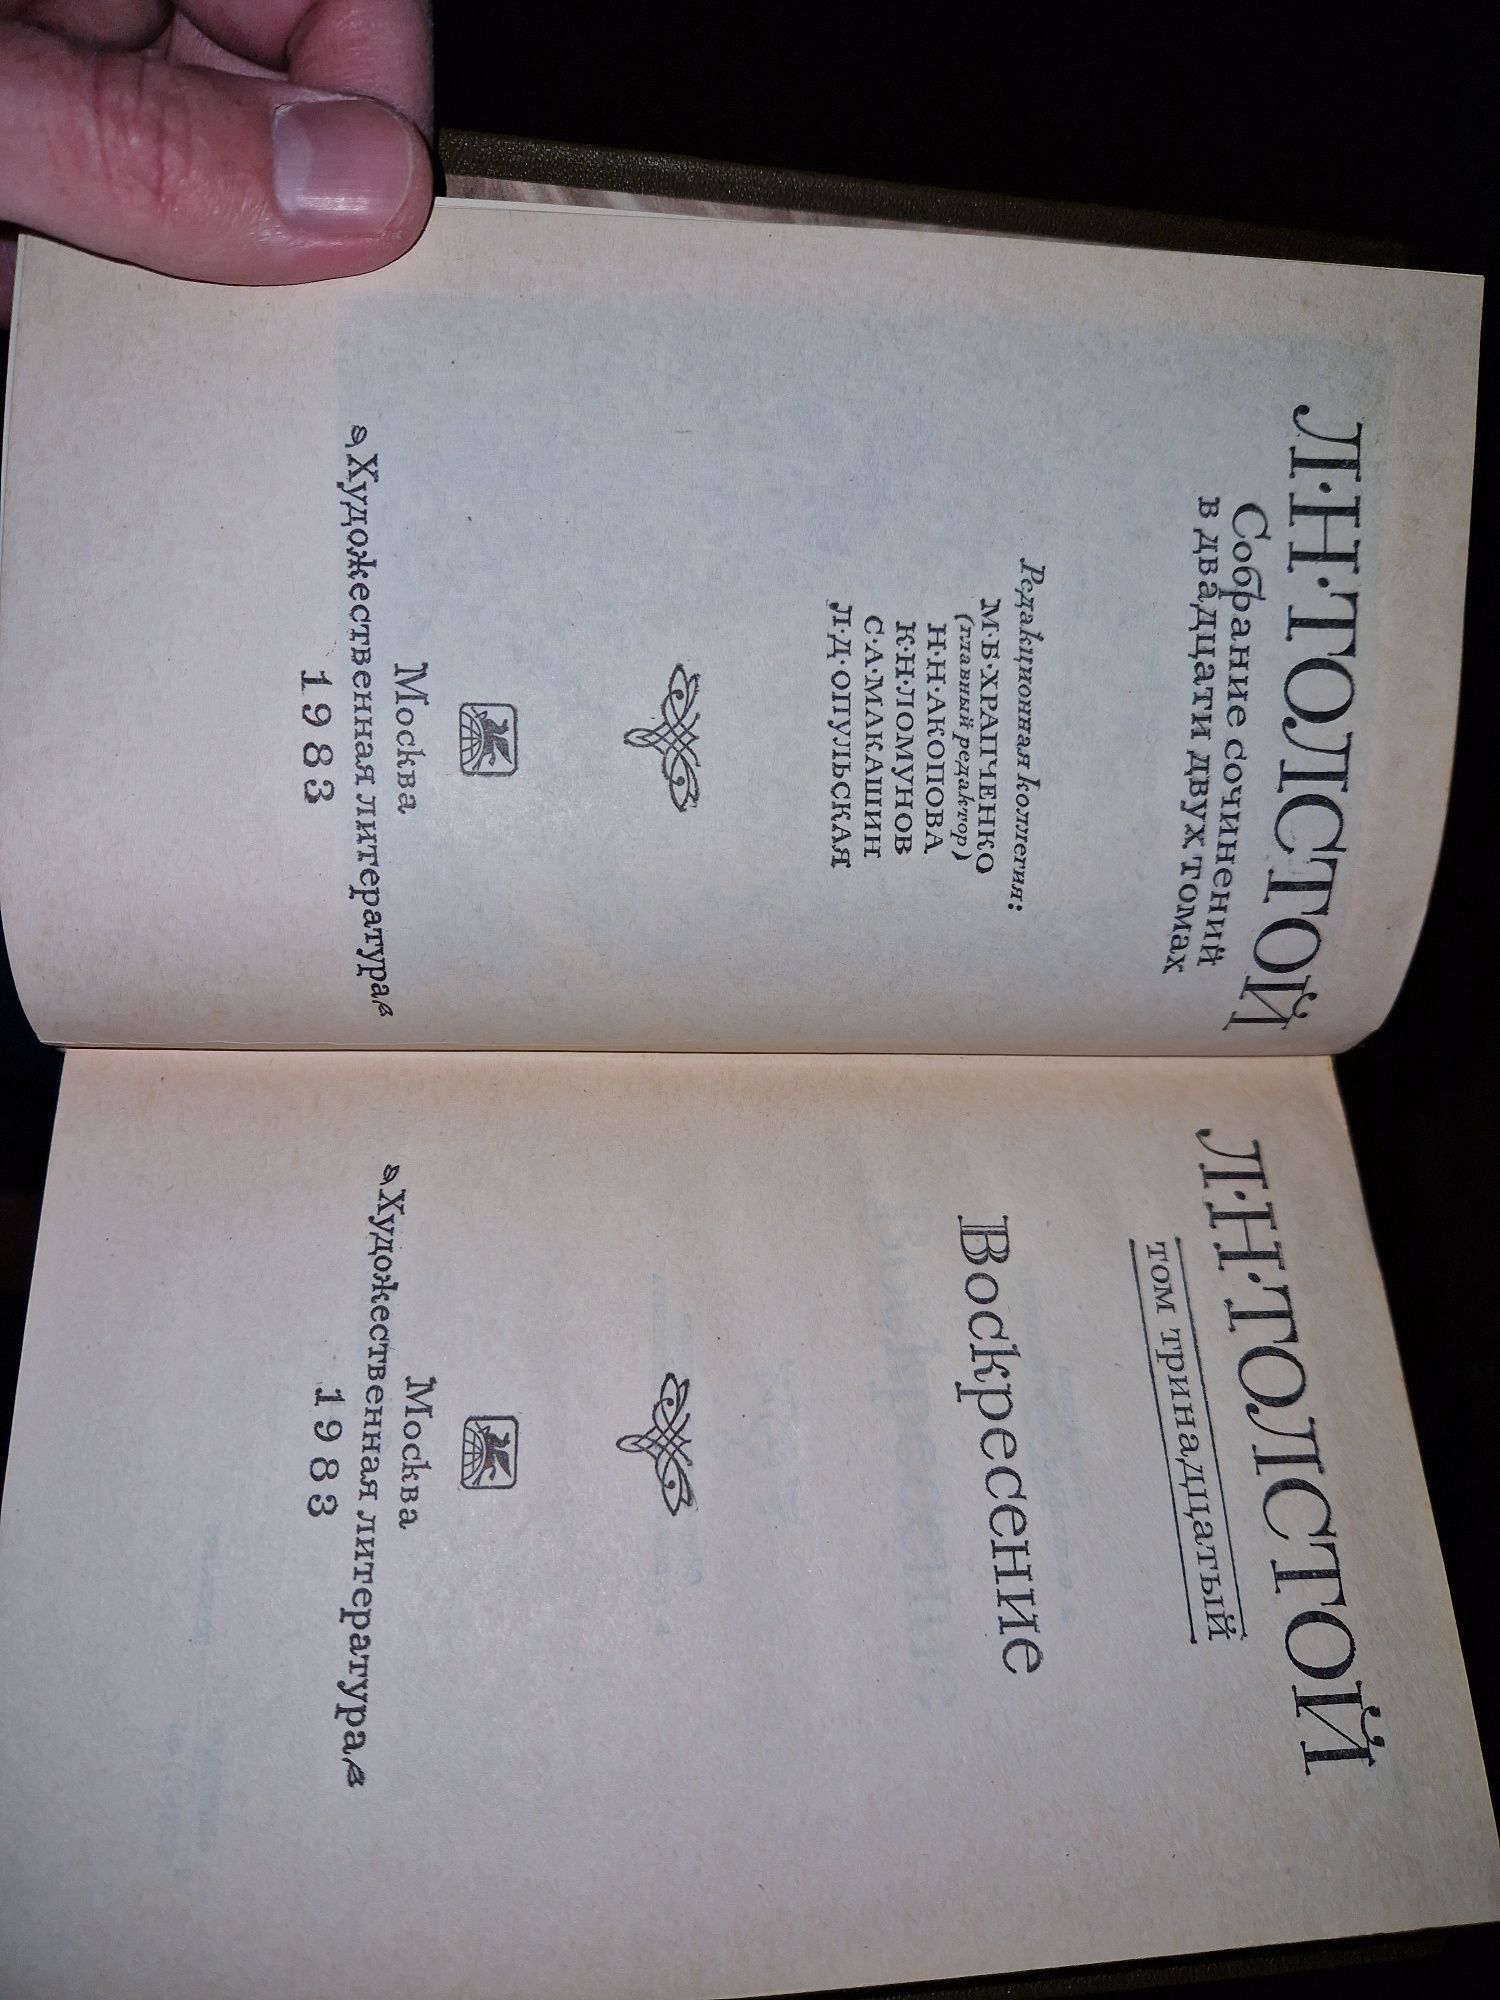 Л·Н·ТОЛСТОЙ
Собрание сочинений
в двадцати двух томах
Редакционная коллегия:
М·Б·ХРАПЧЕНКО
(главный редактор)
Н·Н·АКОПОВА
К·Н·ЛОМУНОВ
С·А·МАКАШИН
Л·Д·ОПУЛЬСКАЯ
Москва
«Художественная литература»
1983
Л·Н·ТОЛСТОЙ
том тринадцатый
Воскресение
Москва
«Художественная литература»
1983